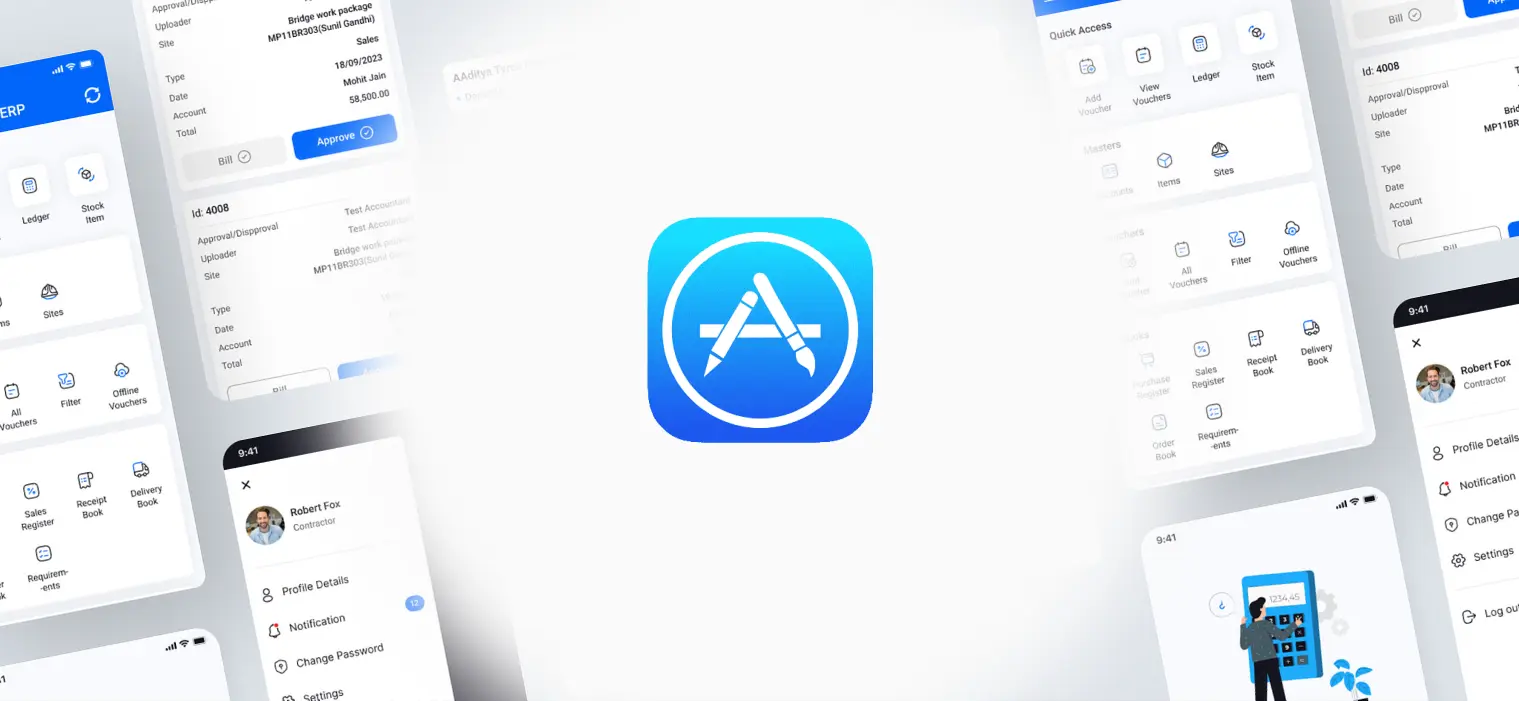 ERP
Ledger
Stock
Item
ms
Sites
All
Vouchers
Filter
Offline
Vouchers
Sales
Register
Receipt
Book
Delivery
Book
Requirem-
-ents
Approval/Dis
Uploader
Bridge work package
Site
MP11BR303(Sunil Gandhi)
Type
Sales
Date
18/09/2023
Account
Mohit Jain
Total
58,500.00
Bill
Approve
Id: 4008
Approval/Dispproval
Test Accountant
Uploader
Test Accountant
Site
Bridge work package
MP11BR303(Sunil Gandhi)
Type
Date
Account
Total
Bill
9:41
Robert Fox
Contractor
Profile Details
Notification
12
Change Password
Settings
AAditya
Quick Access
Add
Voucher
View
Vouchers
Ledger
Stock
Item
Masters
Items
Sites
All
Vouchers
Filter
Offline
Vouchers
Purchase
Register
Sales
Register
Receipt
Book
Delivery
Book
Order
Book
Requirem-
-ents
9:41
1234,45
Bill
Id: 4008
Approval/Dispproval
Uploader
Site
MP11BR
Type
Date
Account
Total
Bill
9:41
Robert Fox
Contractor
Profile Details
Notification
Change Pa
Settings
Log out